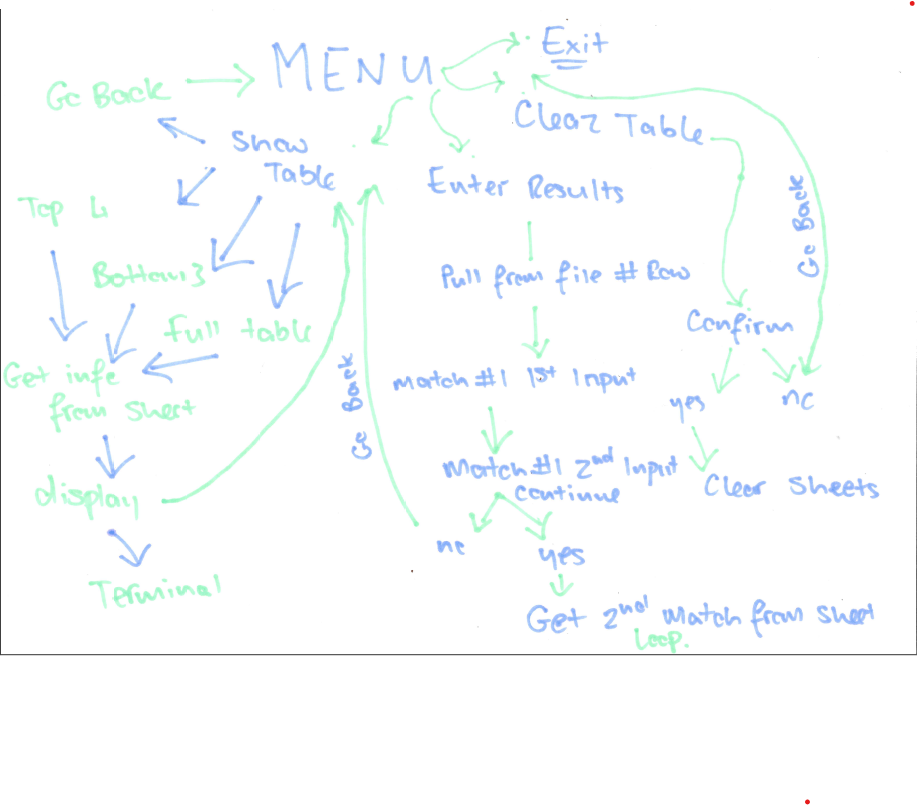 MENU
Exit
Go Back
Clear Table
Show
Table
Enter Results
Go Back
Top 4
Bottom 3
Pull from file # Row
Full table
Confirm
Get info
from sheet
Match #1 1st Input
yes
no
Go Back
Match #1 2nd Input
continue
Clear Sheets
display
no
yes
Terminal
Get 2nd Match from sheet
Loop.